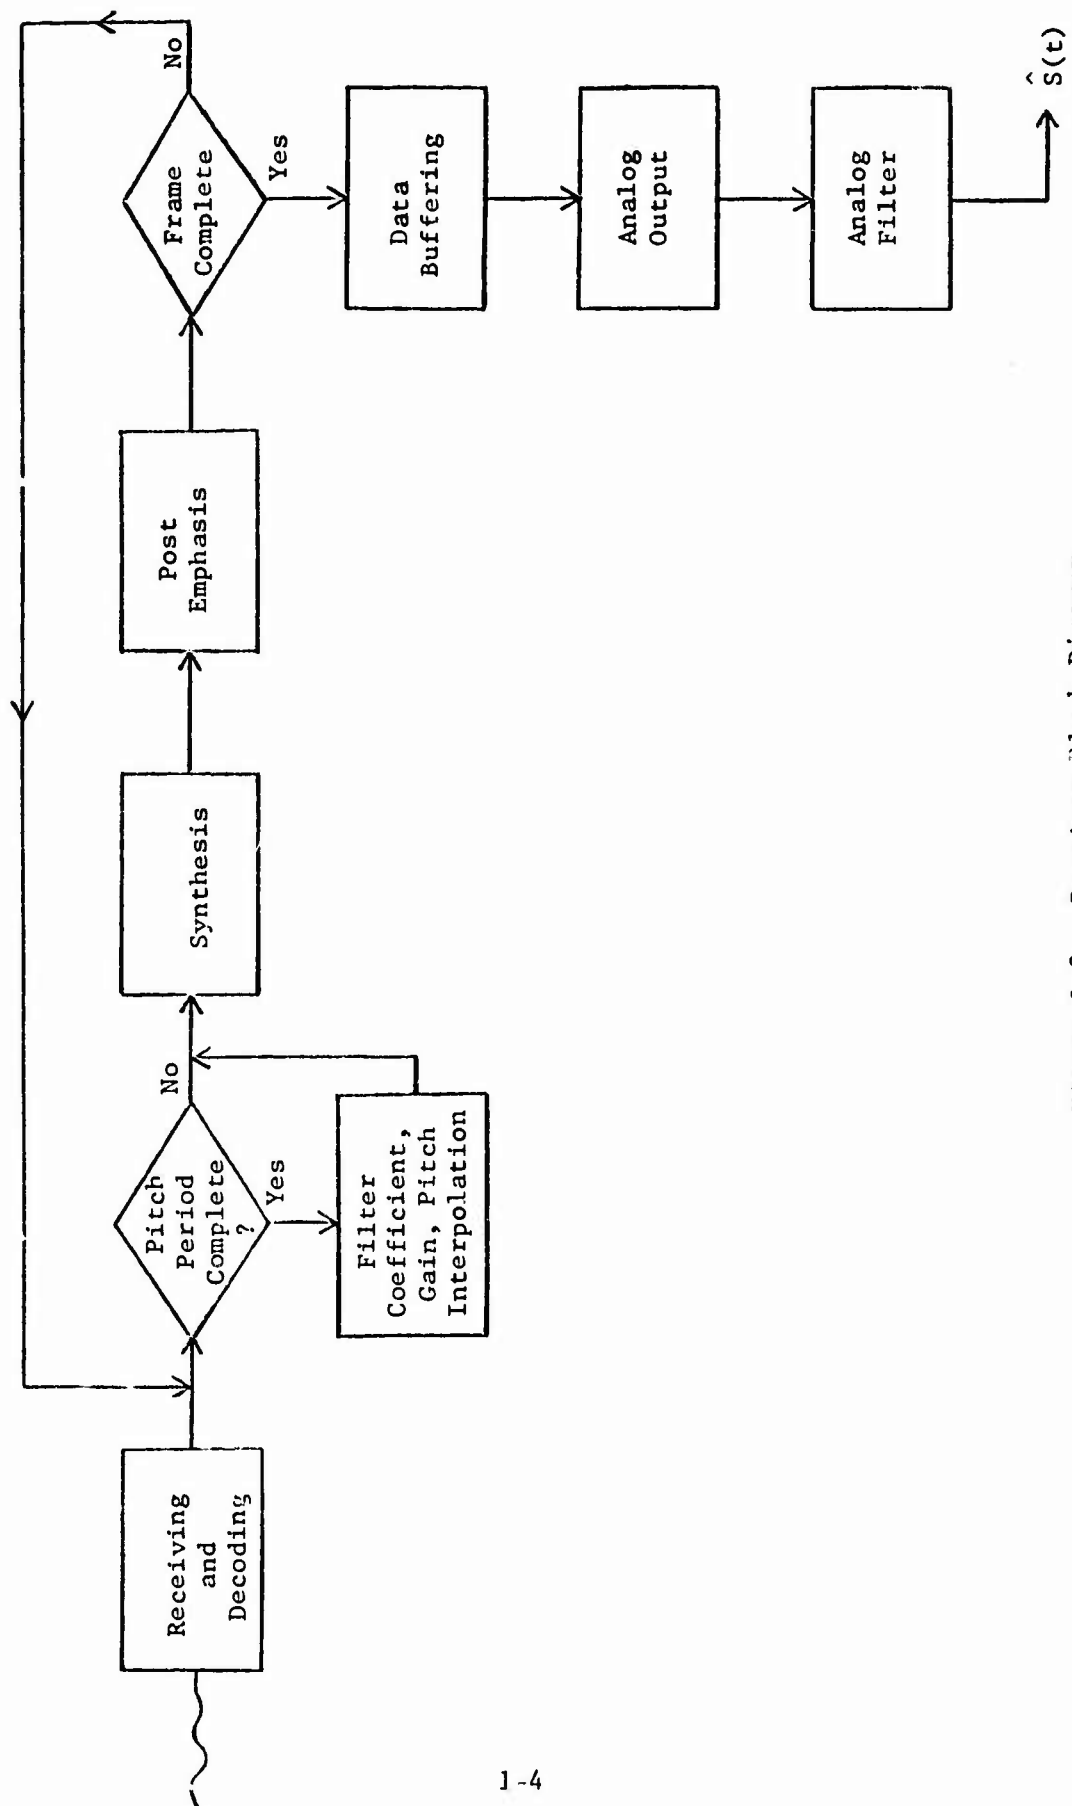 Receiving
and
Decoding
Pitch
Period
Complete
?
No
Yes
Filter
Coefficient,
Gain, Pitch
Interpolation
Synthesis
Post
Emphasis
Frame
Complete
No
Yes
Data
Buffering
Analog
Output
Analog
Filter
Ŝ(t)
1-4